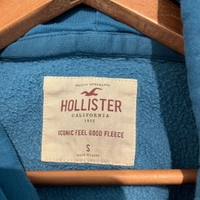 HOLLISTER
CALIFORNIA
ICONIC FEEL GOOD FLEECE
S